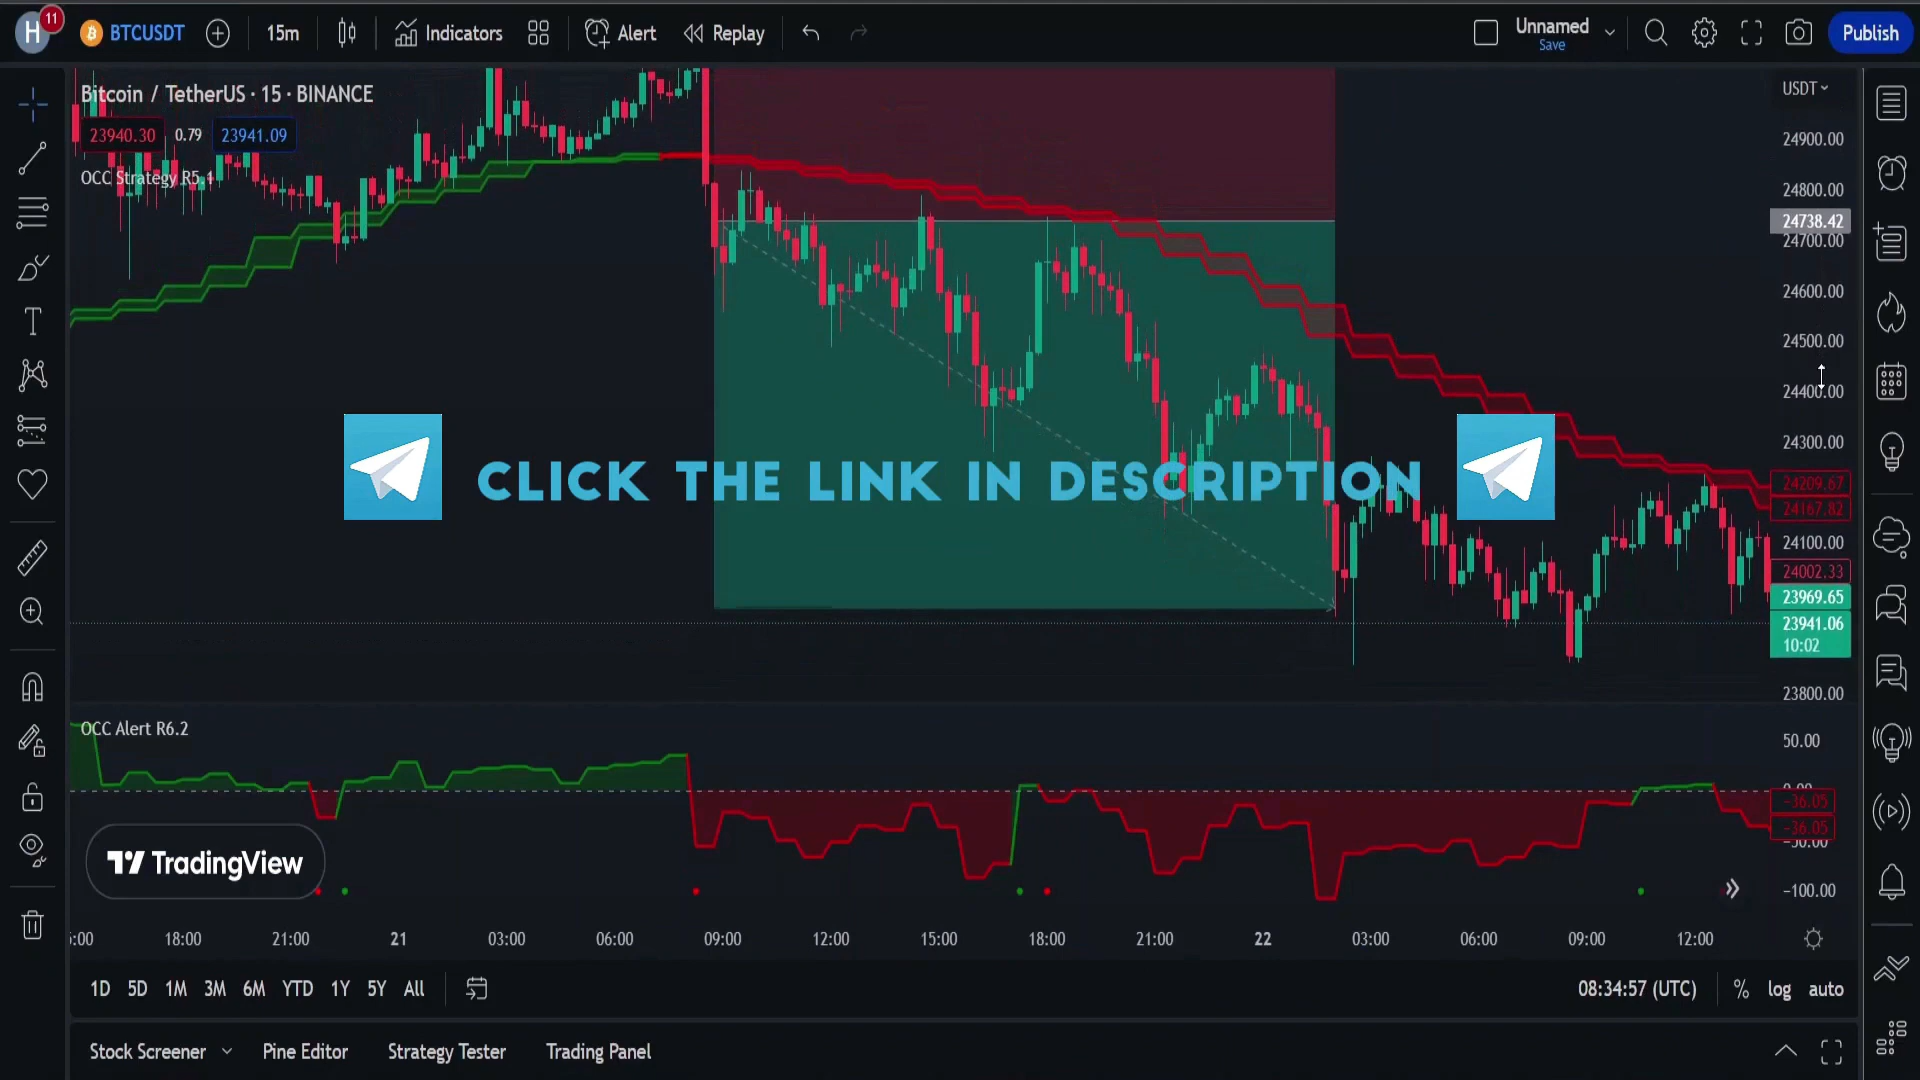 H 11 BTCUSDT 15m Indicators Alert Replay Unnamed Save Publish
Bitcoin / TetherUS · 15 · BINANCE
23940.30 0.79 23941.09
OCC Strategy R5.1
USDT
24900.00
24800.00
24738.42
24700.00
24600.00
24500.00
24400.00
24300.00
CLICK THE LINK IN DESCRIPTION
24209.67
24167.82
24100.00
24002.33
23969.65
23941.06
10:02
23800.00
OCC Alert R6.2
50.00
0.00
-36.05
-36.05
-50.00
-100.00
TradingView
18:00 21:00 21 03:00 06:00 09:00 12:00 15:00 18:00 21:00 22 03:00 06:00 09:00 12:00
1D 5D 1M 3M 6M YTD 1Y 5Y All 08:34:57 (UTC) % log auto
Stock Screener Pine Editor Strategy Tester Trading Panel